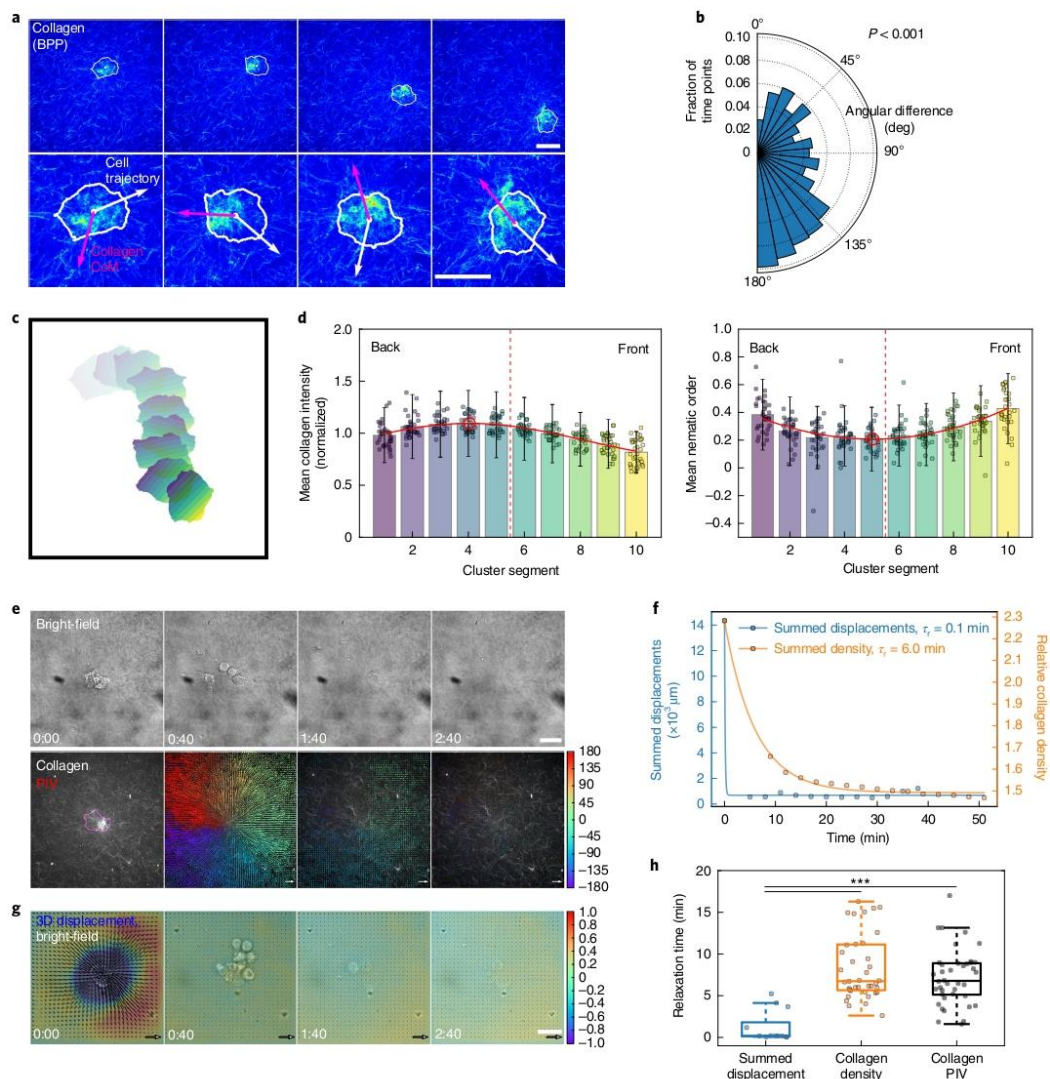 a
Collagen
(BPP)
Cell
trajectory
Collagen
CoM
b
0°
P < 0.001
0.10
0.08
0.06
0.04
0.02
0
Fraction of
time points
45°
Angular difference
(deg)
90°
135°
180°
c
d
2.0
1.5
1.0
0.5
0
Mean collagen intensity
(normalized)
Back
Front
2 4 6 8 10
Cluster segment
1.0
0.8
0.6
0.4
0.2
0
−0.2
−0.4
Mean nematic order
Back
Front
2 4 6 8 10
Cluster segment
e
Bright-field
0:00 0:40 1:40 2:40
Collagen
PIV
180
135
90
45
0
−45
−90
−135
−180
f
14
12
10
8
6
4
2
0
Summed displacements
(×10³ μm)
Summed displacements, τr = 0.1 min
Summed density, τr = 6.0 min
2.3
2.2
2.1
2.0
1.9
1.8
1.7
1.6
1.5
Relative collagen
density
0 10 20 30 40 50
Time (min)
g
3D displacement,
bright-field
0:00 0:40 1:40 2:40
1.0
0.8
0.6
0.4
0.2
0
−0.2
−0.4
−0.6
−0.8
−1.0
h
20
15
10
5
0
Relaxation time (min)
***
Summed
displacement
Collagen
density
Collagen
PIV